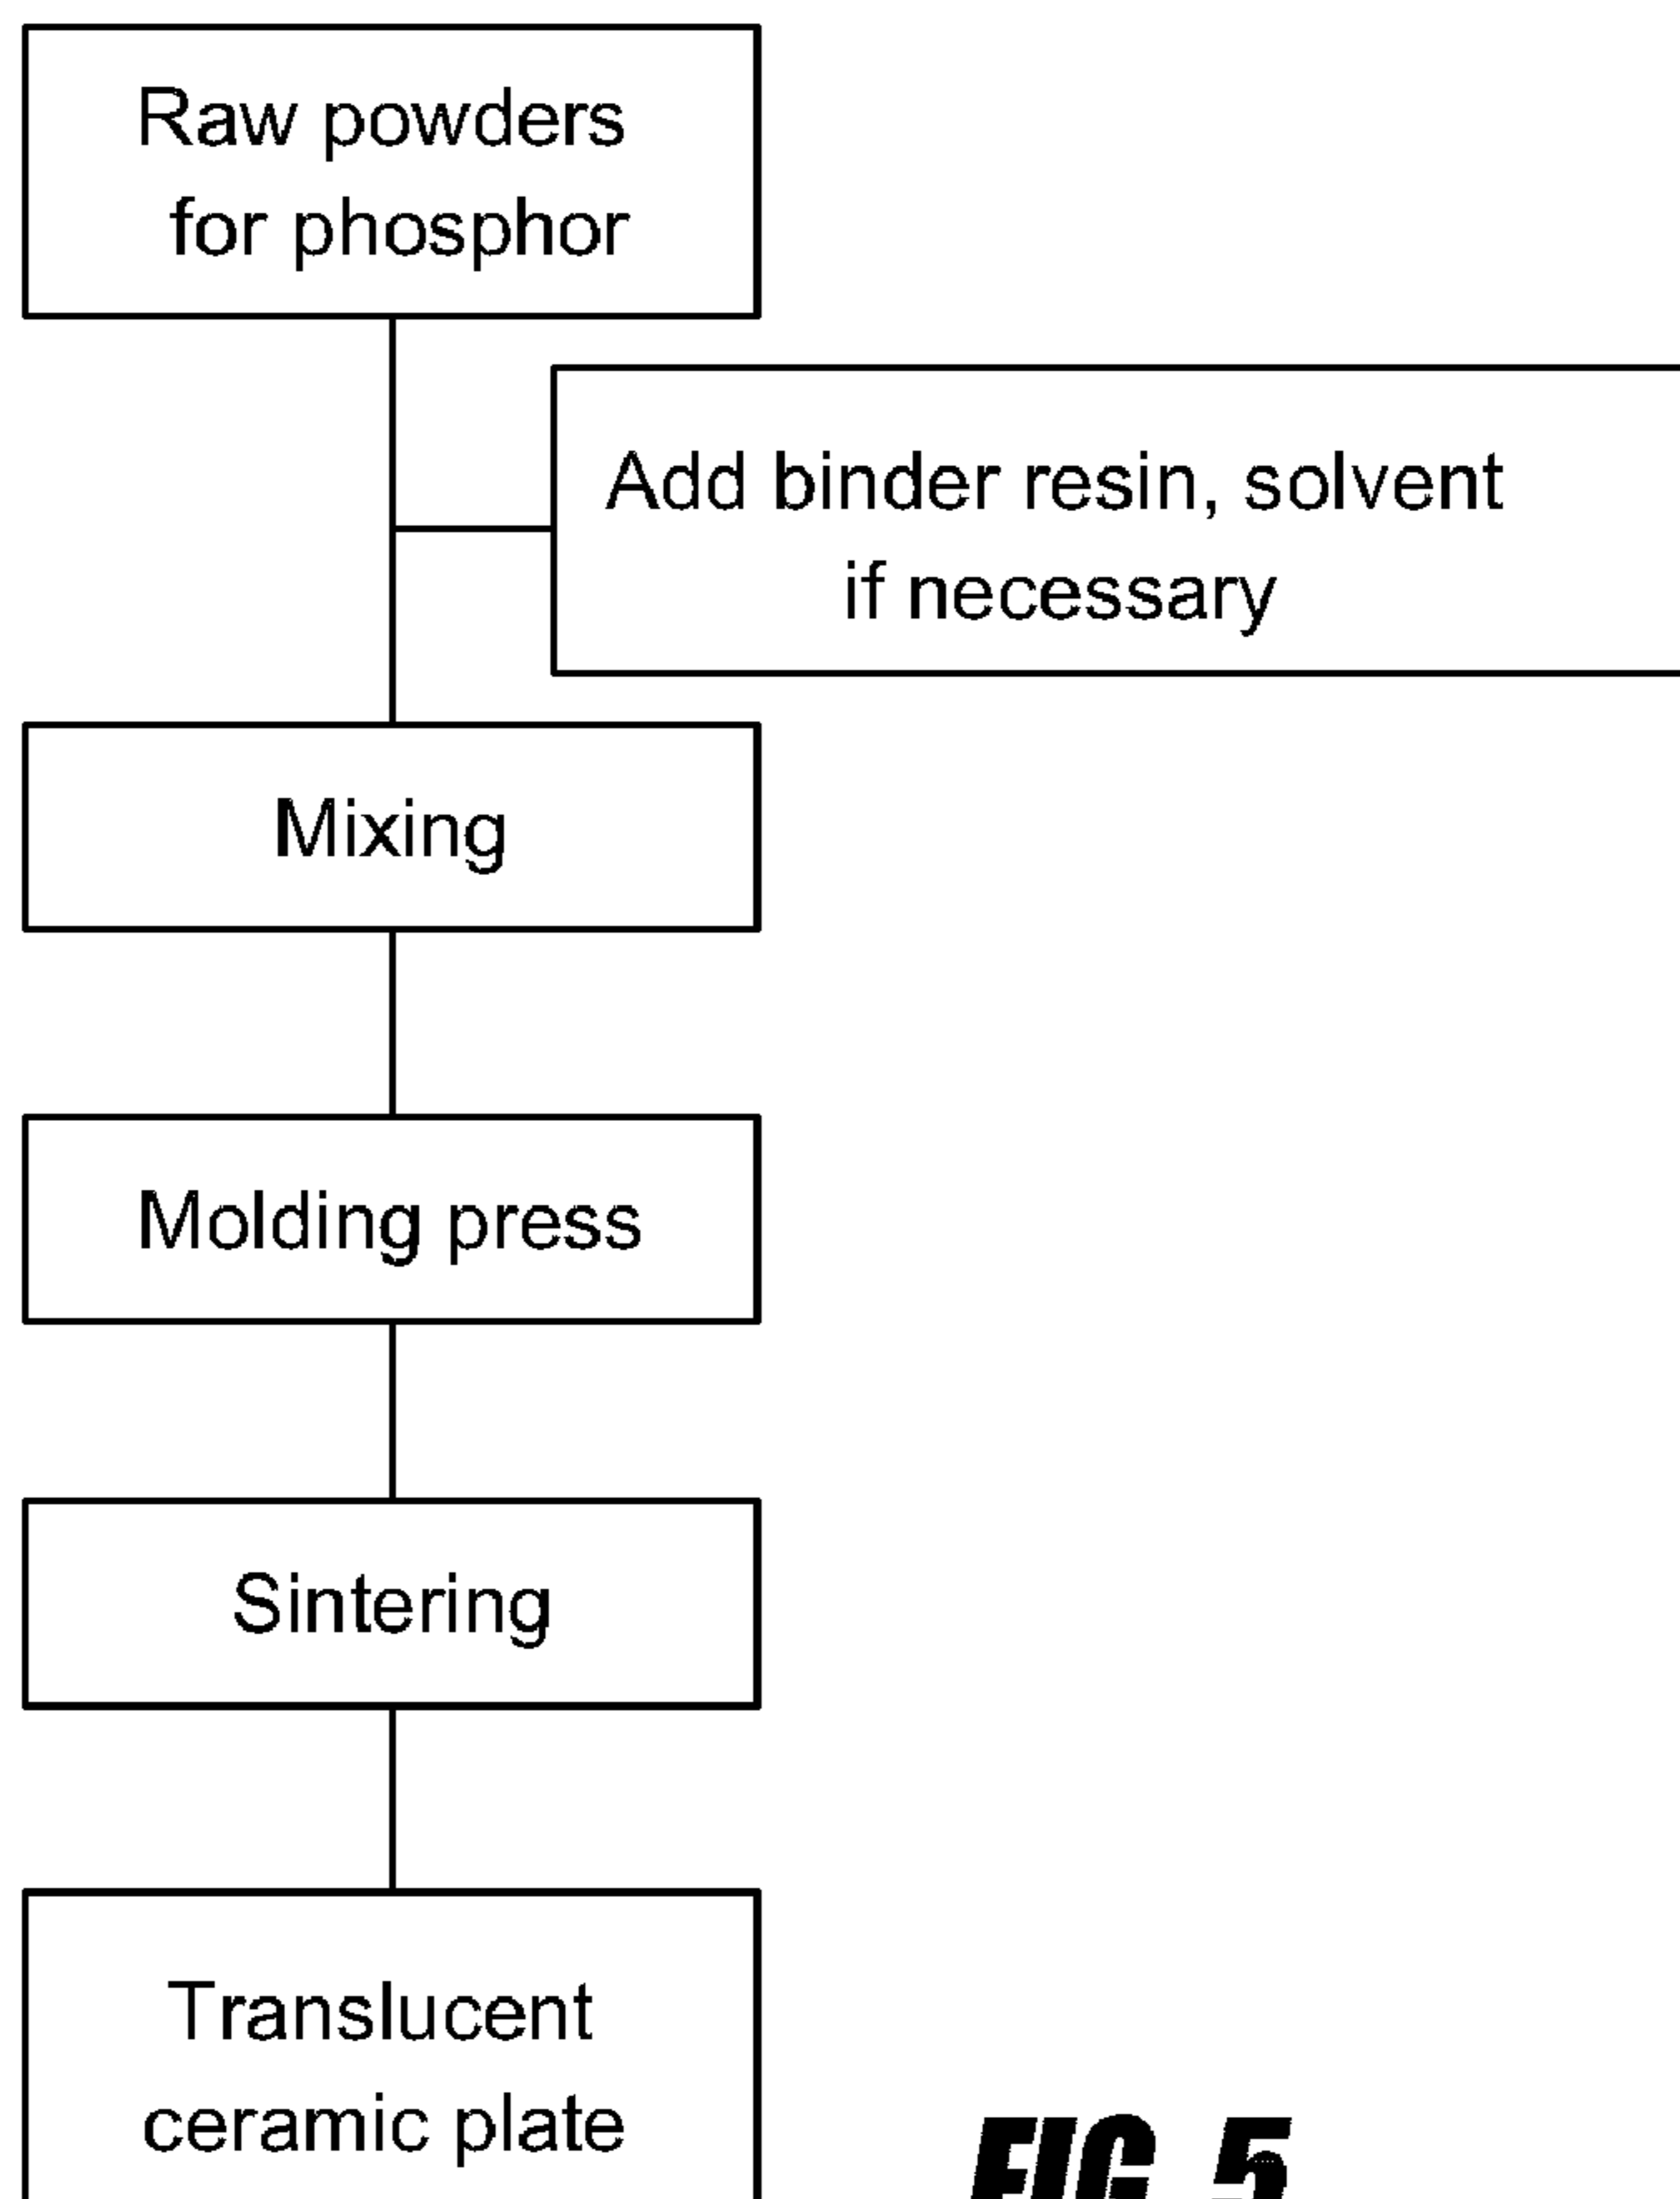 Raw powders
for phosphor
Add binder resin, solvent
if necessary
Mixing
Molding press
Sintering
Translucent
ceramic plate
FIG. 5